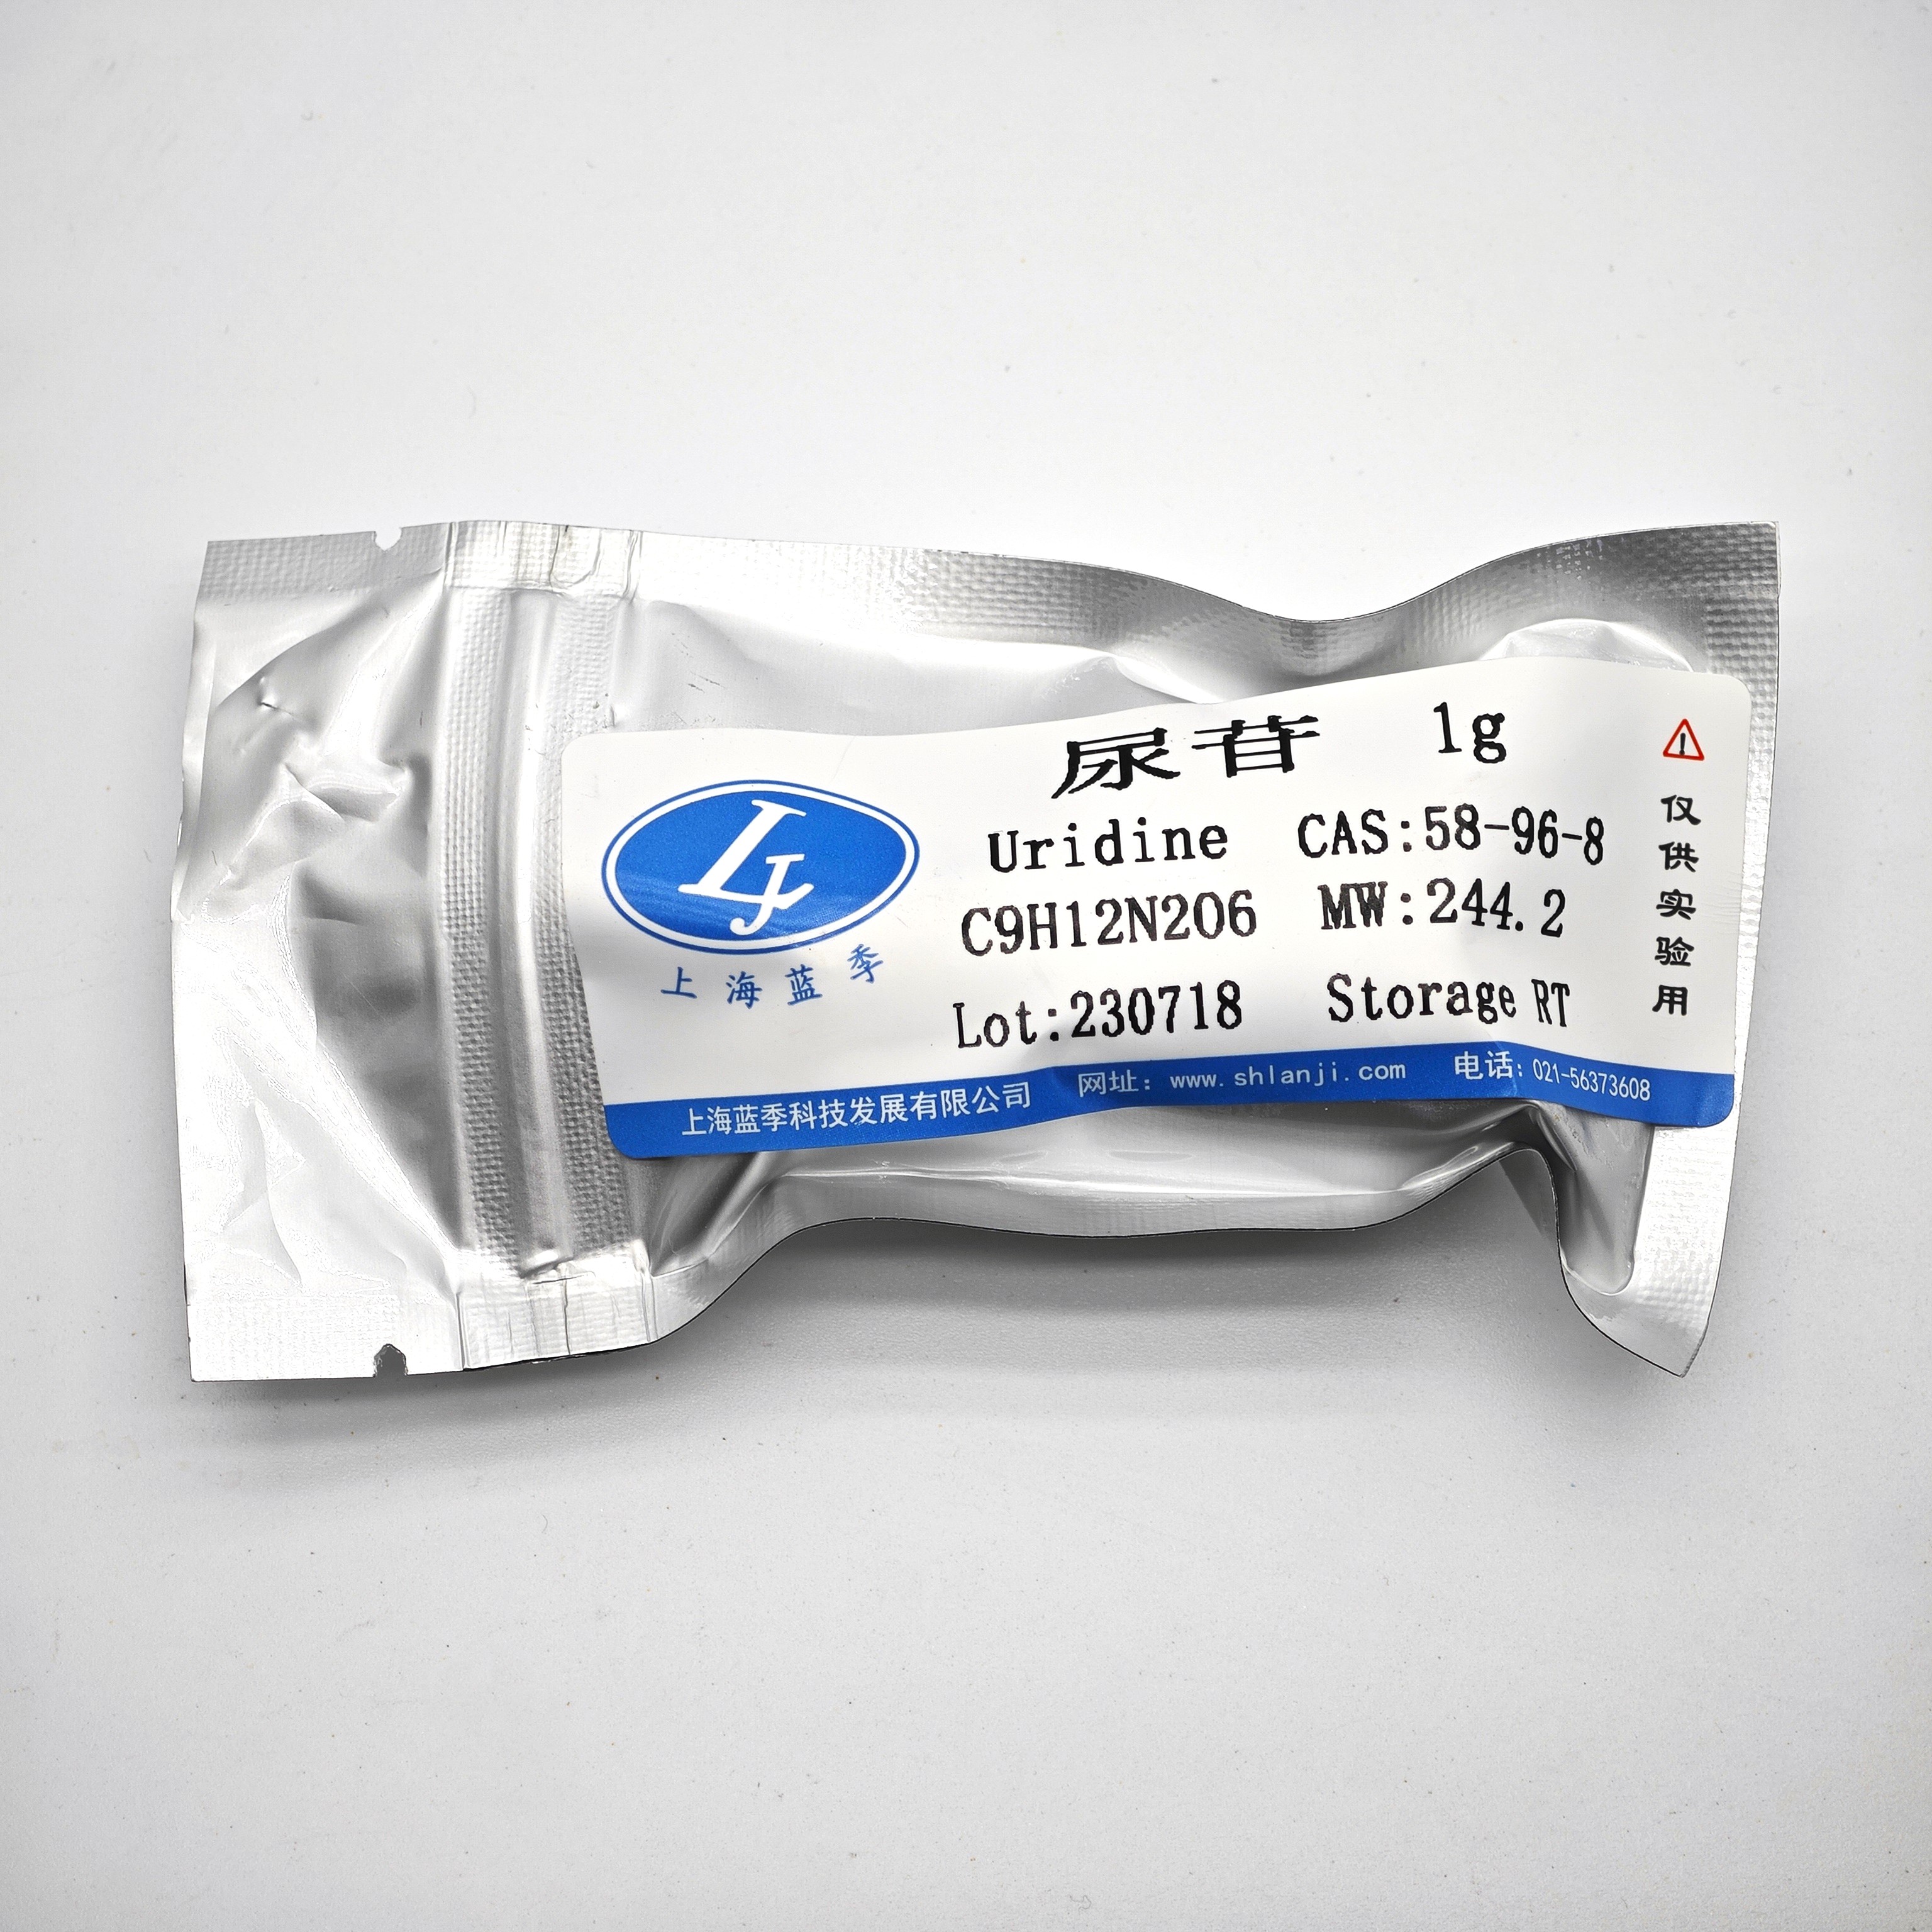 LJ
上海蓝季
尿苷 1g
Uridine CAS:58-96-8
C9H12N2O6 MW:244.2
Lot:230718 Storage RT
仅供实验用
上海蓝季科技发展有限公司 网址：www.shlanji.com 电话：021-56373608